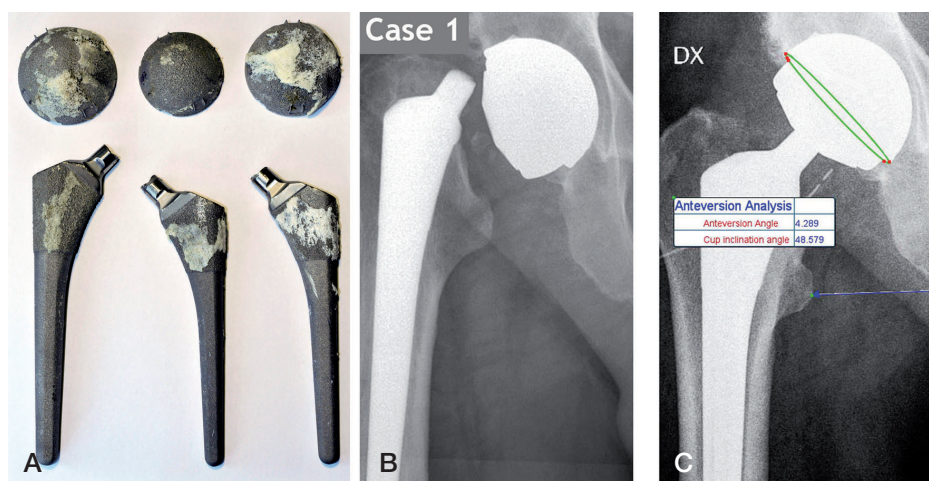 Case 1
DX
Anteversion Analysis
Anteversion Angle 4.289
Cup inclination angle 48.579
A
B
C